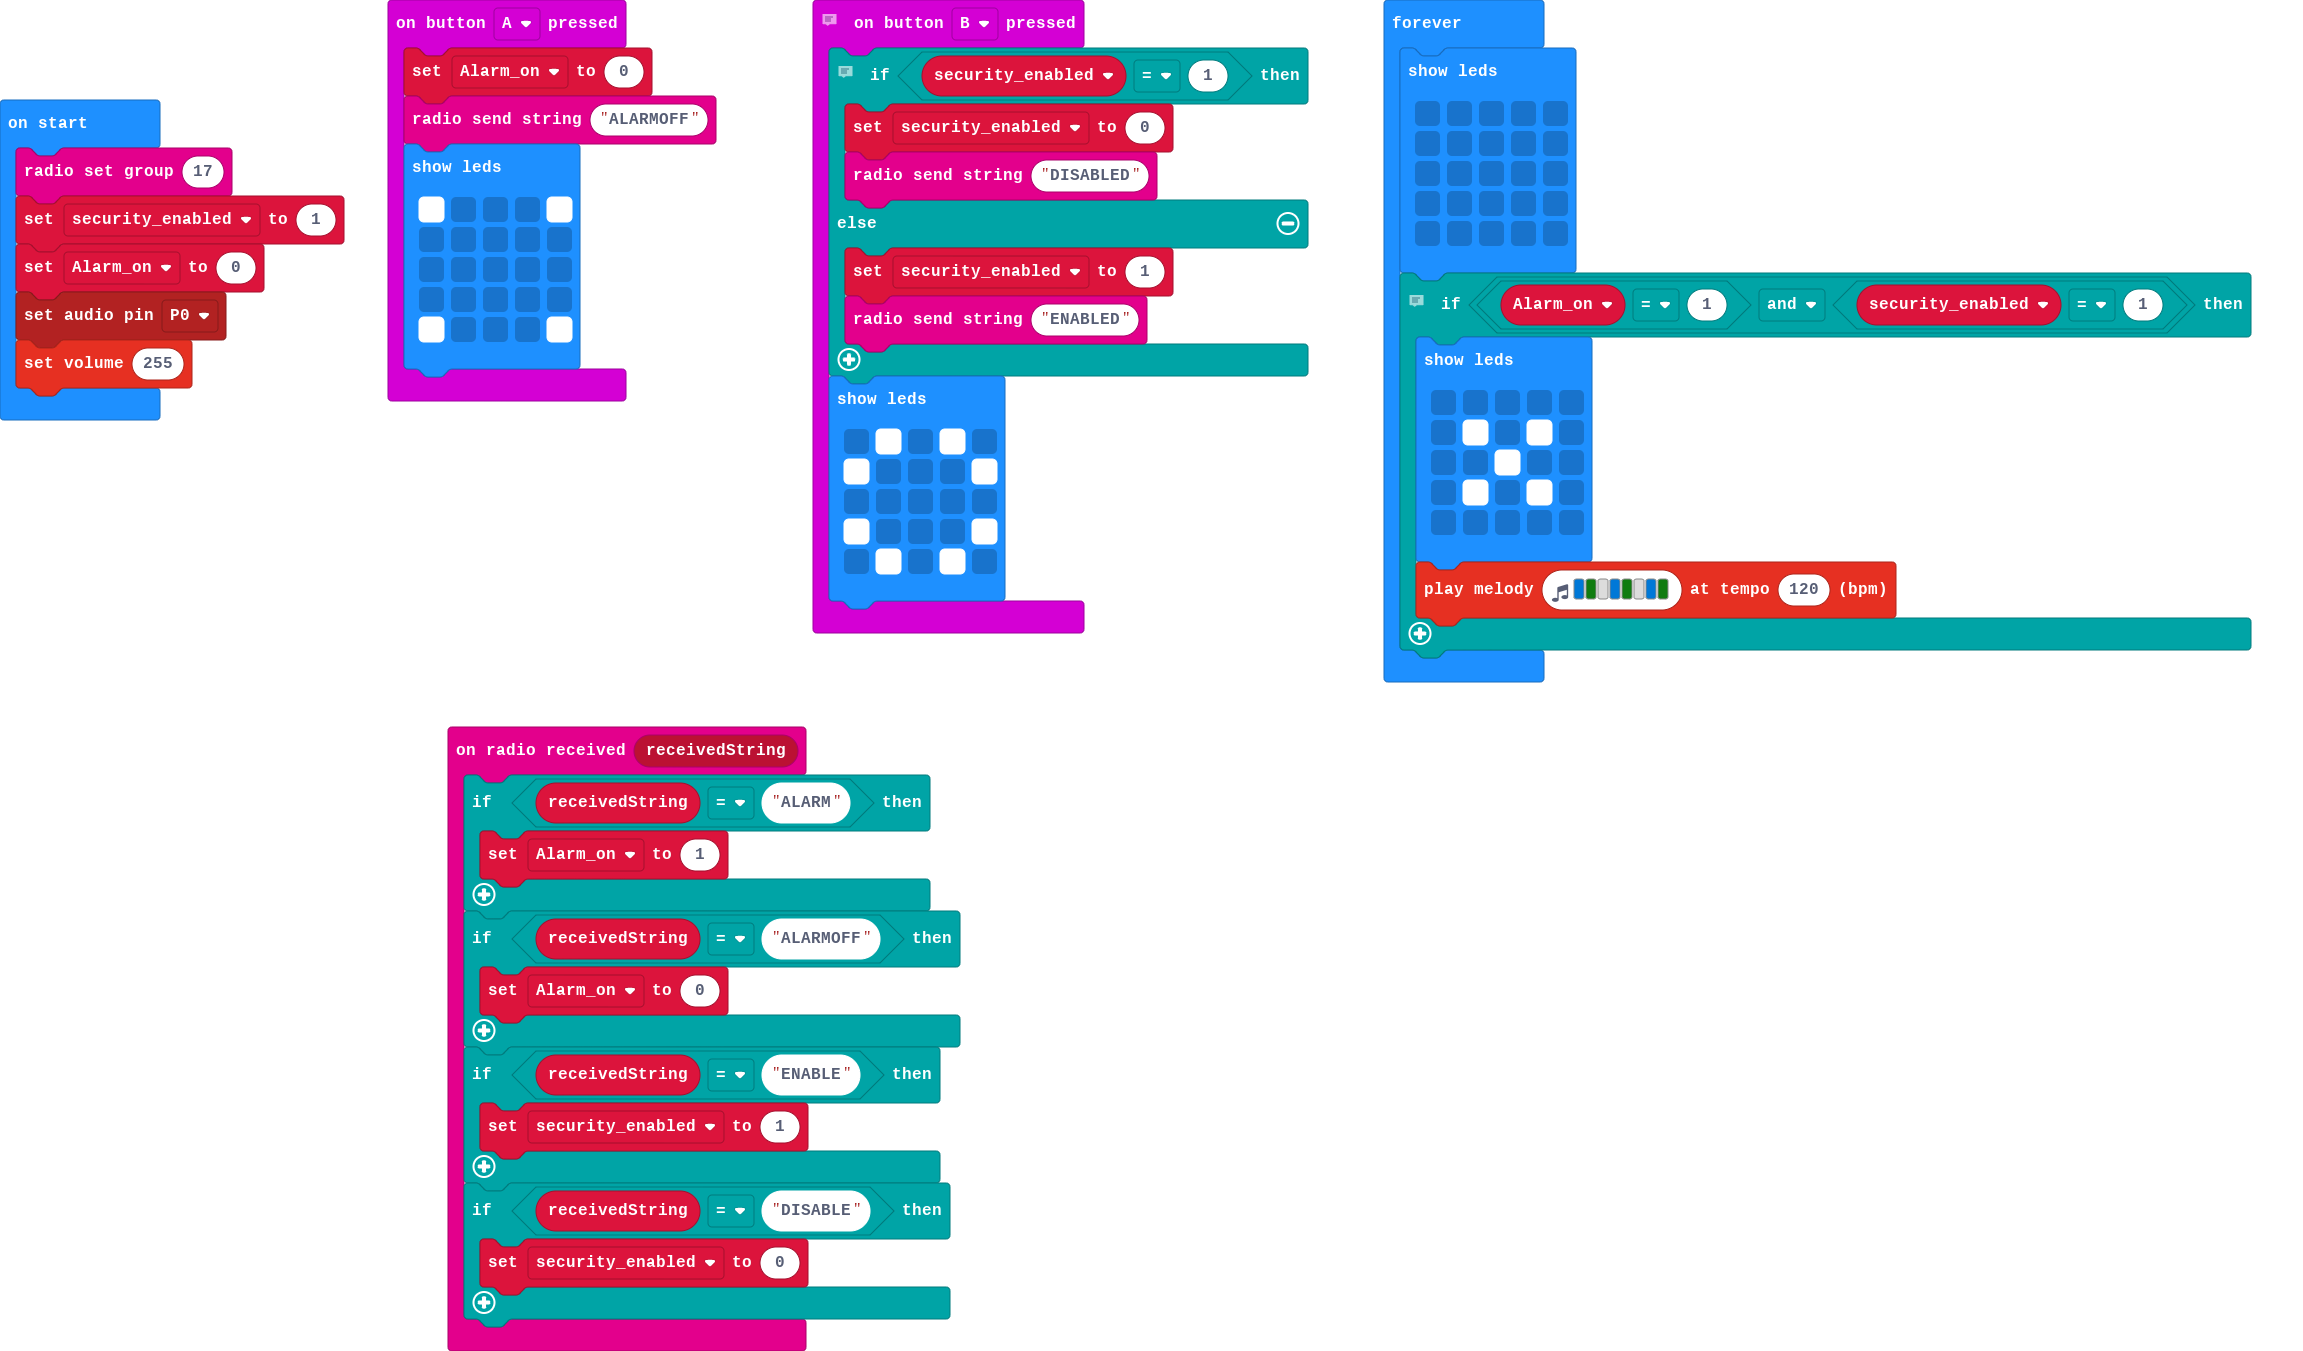 on start
radio set group 17
set security_enabled to 1
set Alarm_on to 0
set audio pin P0
set volume 255
on button A pressed
set Alarm_on to 0
radio send string "ALARMOFF"
show leds
on button B pressed
if security_enabled = 1 then
set security_enabled to 0
radio send string "DISABLED"
else
set security_enabled to 1
radio send string "ENABLED"
show leds
forever
show leds
if Alarm_on = 1 and security_enabled = 1 then
show leds
play melody at tempo 120 (bpm)
on radio received receivedString
if receivedString = "ALARM" then
set Alarm_on to 1
if receivedString = "ALARMOFF" then
set Alarm_on to 0
if receivedString = "ENABLE" then
set security_enabled to 1
if receivedString = "DISABLE" then
set security_enabled to 0